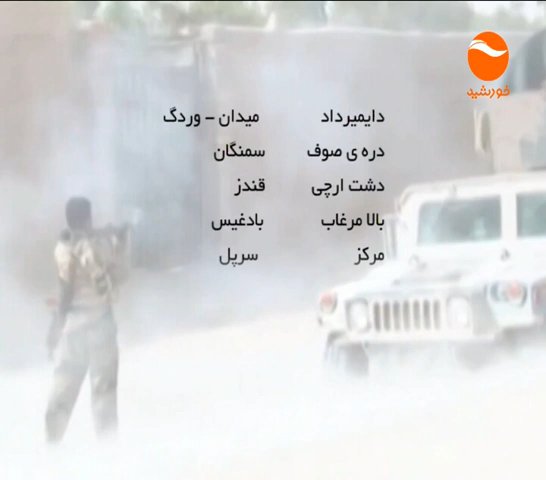 خورشید
دایمیرداد میدان - وردگ
دره ی صوف سمنگان
دشت ارچی قندز
بالا مرغاب بادغیس
مرکز سرپل